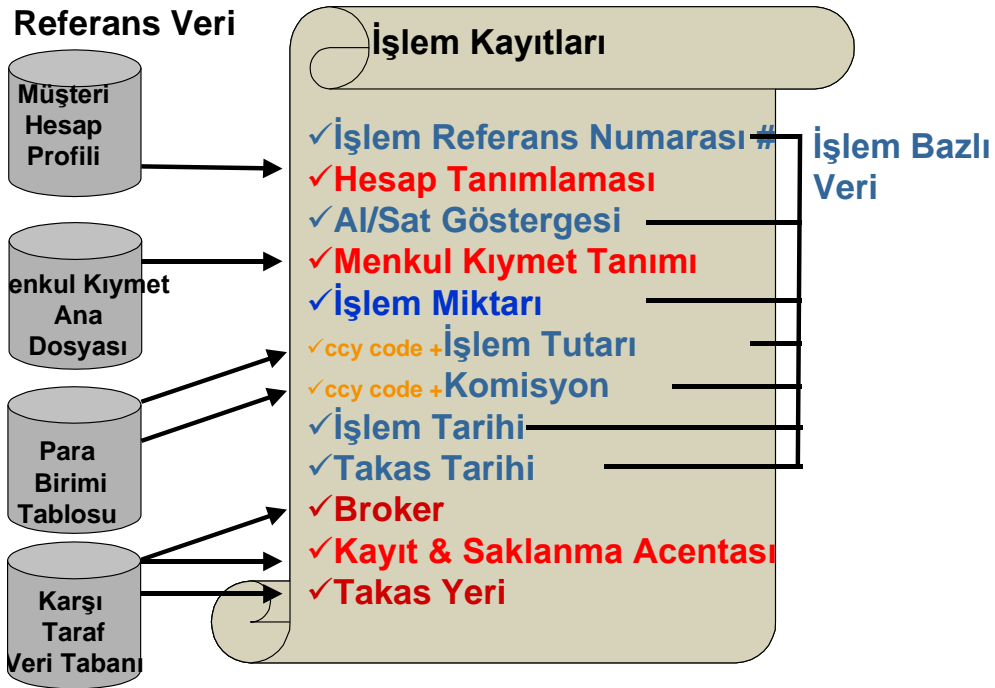 Referans Veri
Müşteri
Hesap
Profili
enkul Kıymet
Ana
Dosyası
Para
Birimi
Tablosu
Karşı
Taraf
Veri Tabanı
İşlem Kayıtları
✓İşlem Referans Numarası #
✓Hesap Tanımlaması
✓Al/Sat Göstergesi
✓Menkul Kıymet Tanımı
✓İşlem Miktarı
✓ccy code +İşlem Tutarı
✓ccy code +Komisyon
✓İşlem Tarihi
✓Takas Tarihi
✓Broker
✓Kayıt & Saklanma Acentası
✓Takas Yeri
İşlem Bazlı
Veri